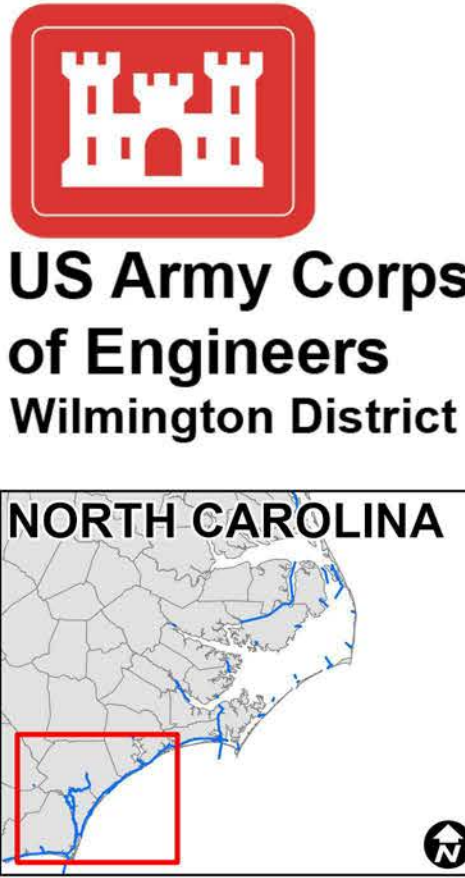 US Army Corps
of Engineers
Wilmington District
NORTH CAROLINA
N